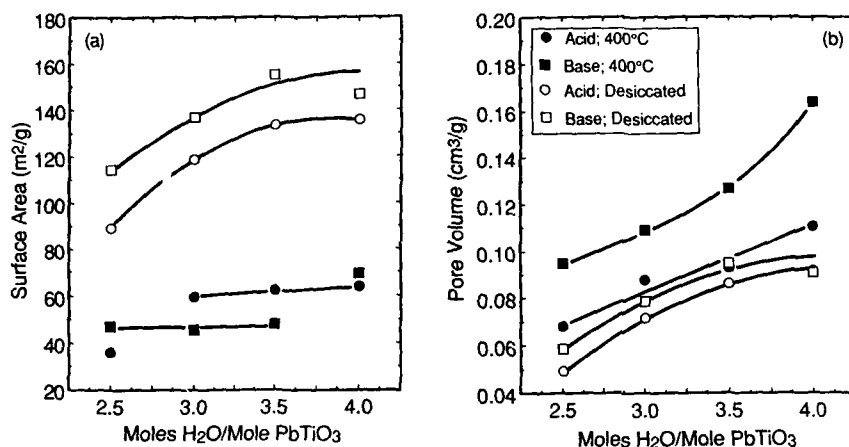 (a)
Surface Area (m²/g)
180
160
140
120
100
80
60
40
20
2.5 3.0 3.5 4.0
Moles H₂O/Mole PbTiO₃
(b)
● Acid; 400°C
■ Base; 400°C
○ Acid; Desiccated
□ Base; Desiccated
Pore Volume (cm³/g)
0.20
0.18
0.16
0.14
0.12
0.10
0.08
0.06
0.04
2.5 3.0 3.5 4.0
Moles H₂O/Mole PbTiO₃